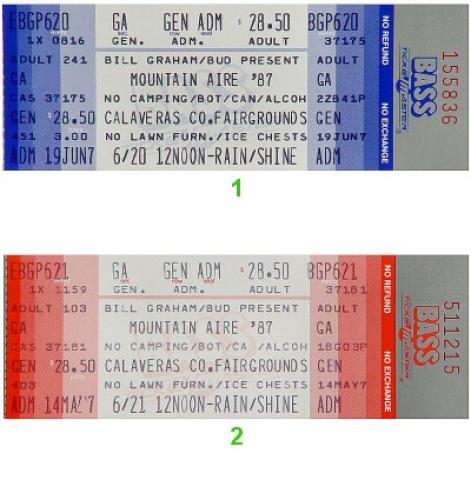 EBGP620 GA GEN ADM $28.50 BGP620
1X 0816 GEN. ADM. ADULT 37175
ADULT 241 BILL GRAHAM/BUD PRESENT ADULT
GA MOUNTAIN AIRE '87 GA
CAS 37175 NO CAMPING/BOT/CAN/ALCOH 2ZB41P
GEN $28.50 CALAVERAS CO.FAIRGROUNDS GEN
451 3.00 NO LAWN FURN./ICE CHESTS 19JUN7
ADM 19JUN7 6/20 12NOON-RAIN/SHINE ADM
NO REFUND NO EXCHANGE
TICKETMASTER
BASS
155836
1
EBGP621 GA GEN ADM $28.50 BGP621
1X 1159 GEN. ADM. ADULT 37181
ADULT 103 BILL GRAHAM/BUD PRESENT ADULT
GA MOUNTAIN AIRE '87 GA
CAS 37181 NO CAMPING/BOT/CA /ALCOH 18G03P
GEN $28.50 CALAVERAS CO.FAIRGROUNDS GEN
403 NO LAWN FURN./ICE CHESTS 14MAY7
ADM 14MAY7 6/21 12NOON-RAIN/SHINE ADM
NO REFUND NO EXCHANGE
TICKETMASTER
BASS
511215
2